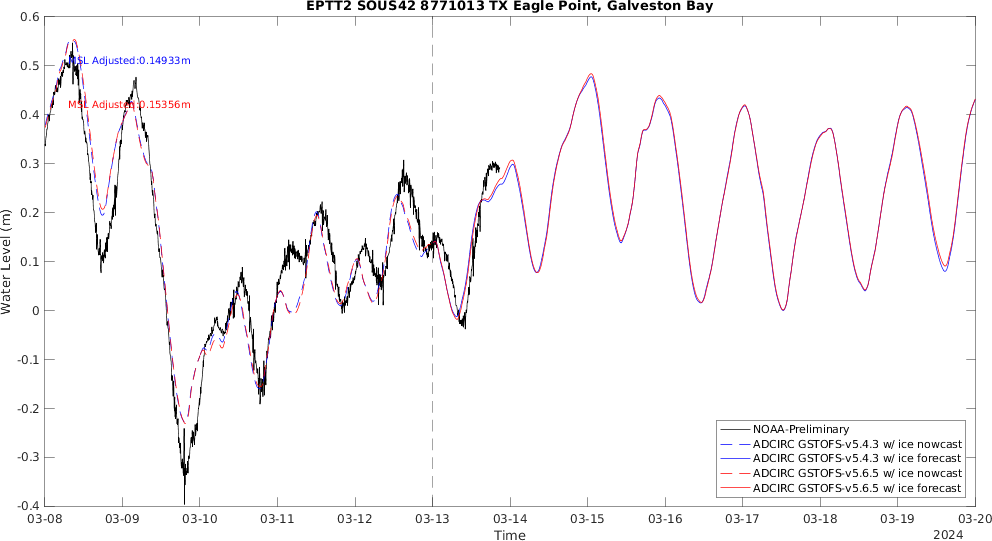 EPTT2 SOUS42 8771013 TX Eagle Point, Galveston Bay
0.6
0.5
0.4
0.3
0.2
0.1
0
-0.1
-0.2
-0.3
-0.4
Water Level (m)
MSL Adjusted:0.14933m
MSL Adjusted:0.15356m
NOAA-Preliminary
ADCIRC GSTOFS-v5.4.3 w/ ice nowcast
ADCIRC GSTOFS-v5.4.3 w/ ice forecast
ADCIRC GSTOFS-v5.6.5 w/ ice nowcast
ADCIRC GSTOFS-v5.6.5 w/ ice forecast
03-08 03-09 03-10 03-11 03-12 03-13 03-14 03-15 03-16 03-17 03-18 03-19 03-20
Time
2024